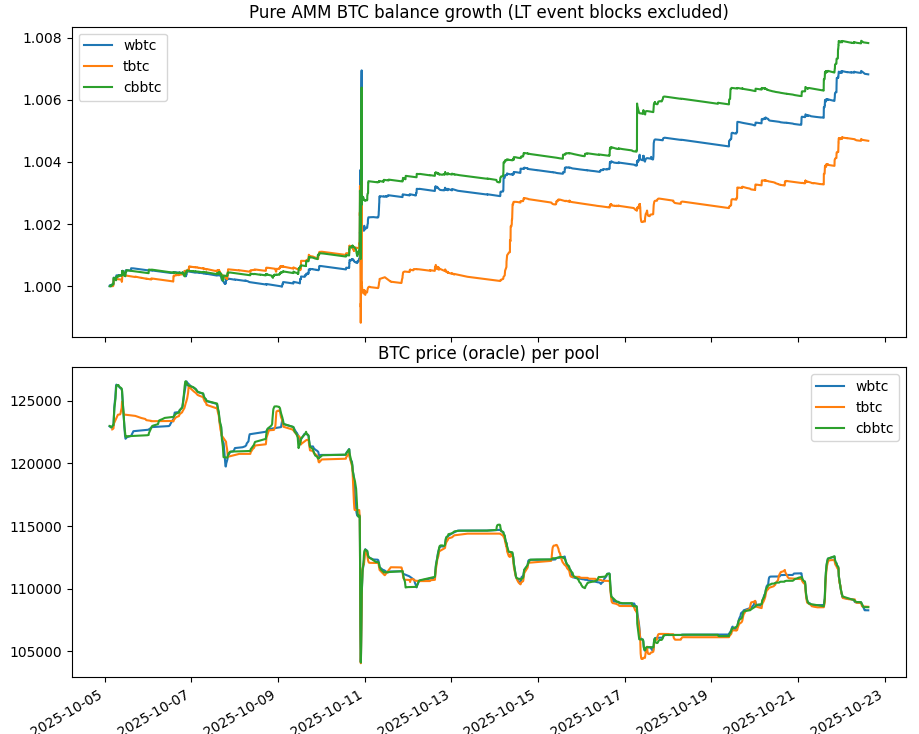 Pure AMM BTC balance growth (LT event blocks excluded)
1.008
1.006
1.004
1.002
1.000
wbtc
tbtc
cbbtc
BTC price (oracle) per pool
125000
120000
115000
110000
105000
wbtc
tbtc
cbbtc
2025-10-05
2025-10-07
2025-10-09
2025-10-11
2025-10-13
2025-10-15
2025-10-17
2025-10-19
2025-10-21
2025-10-23